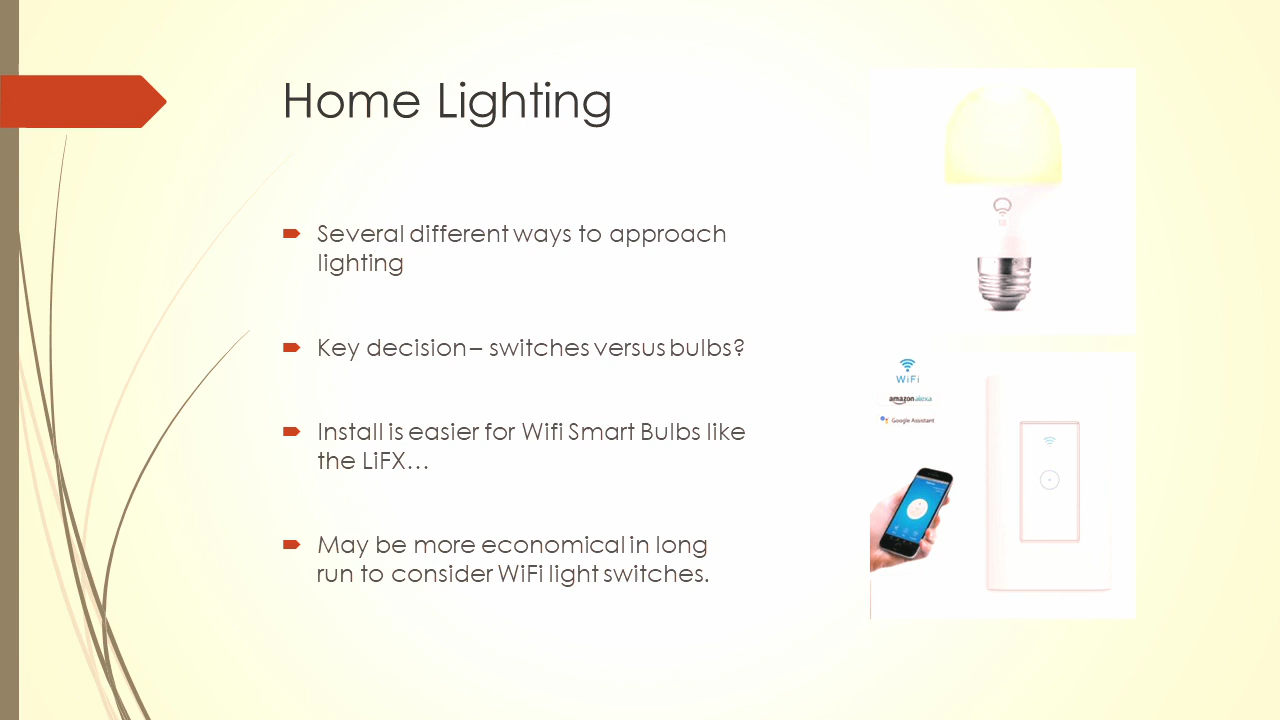 Home Lighting
Several different ways to approach
lighting
Key decision – switches versus bulbs?
Install is easier for Wifi Smart Bulbs like
the LiFX…
May be more economical in long
run to consider WiFi light switches.
WiFi
amazon alexa
Google Assistant